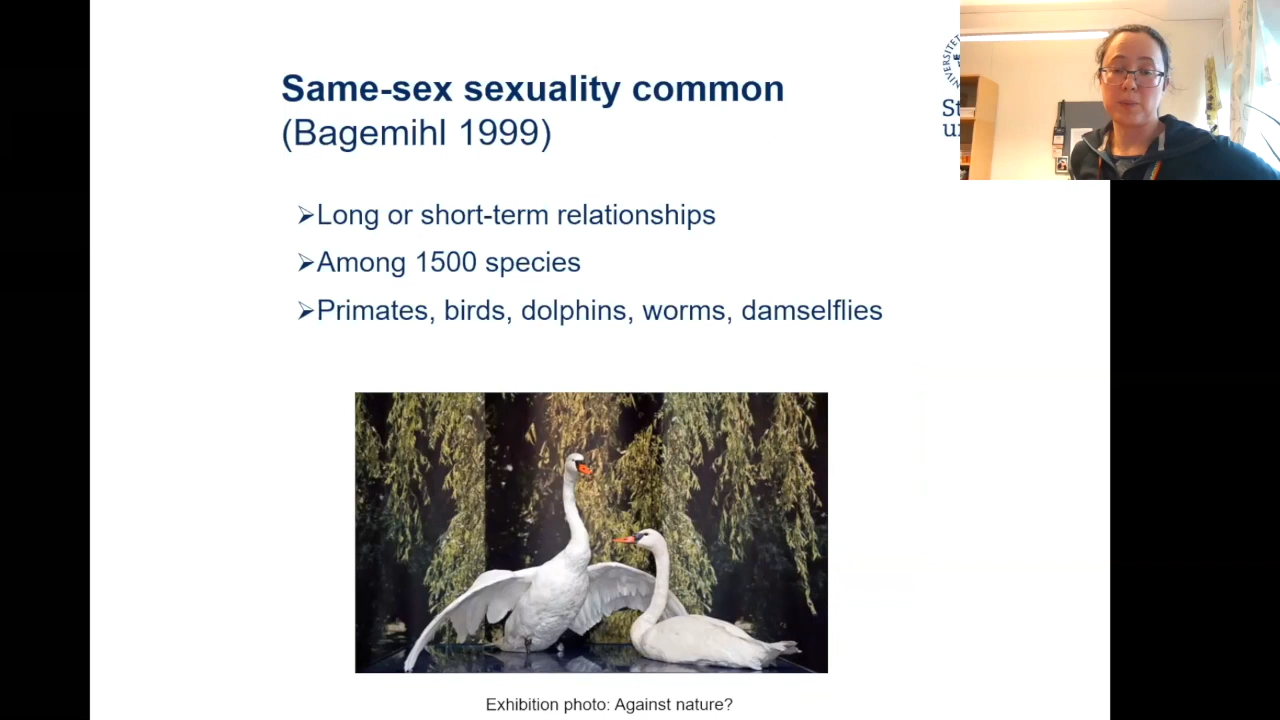 Same-sex sexuality common
(Bagemihl 1999)
➢Long or short-term relationships
➢Among 1500 species
➢Primates, birds, dolphins, worms, damselflies
Exhibition photo: Against nature?